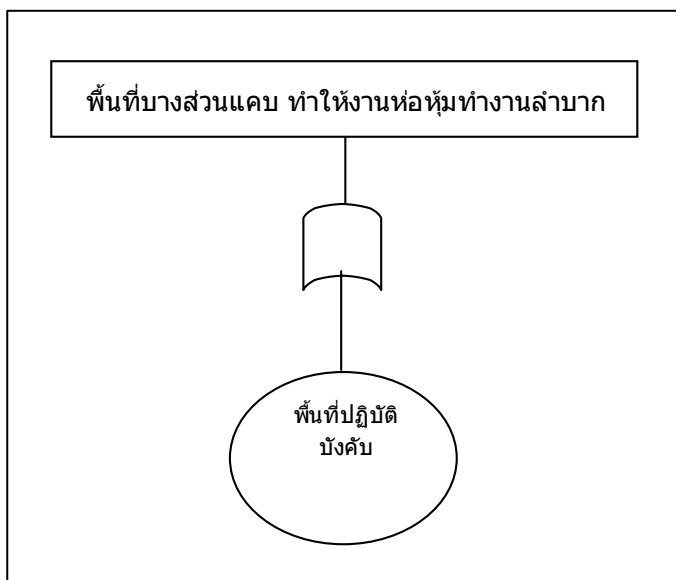 พื้นที่บางส่วนแคบ ทำให้งานห่อหุ้มทำงานลำบาก
พื้นที่ปฏิบัติ
บังคับ